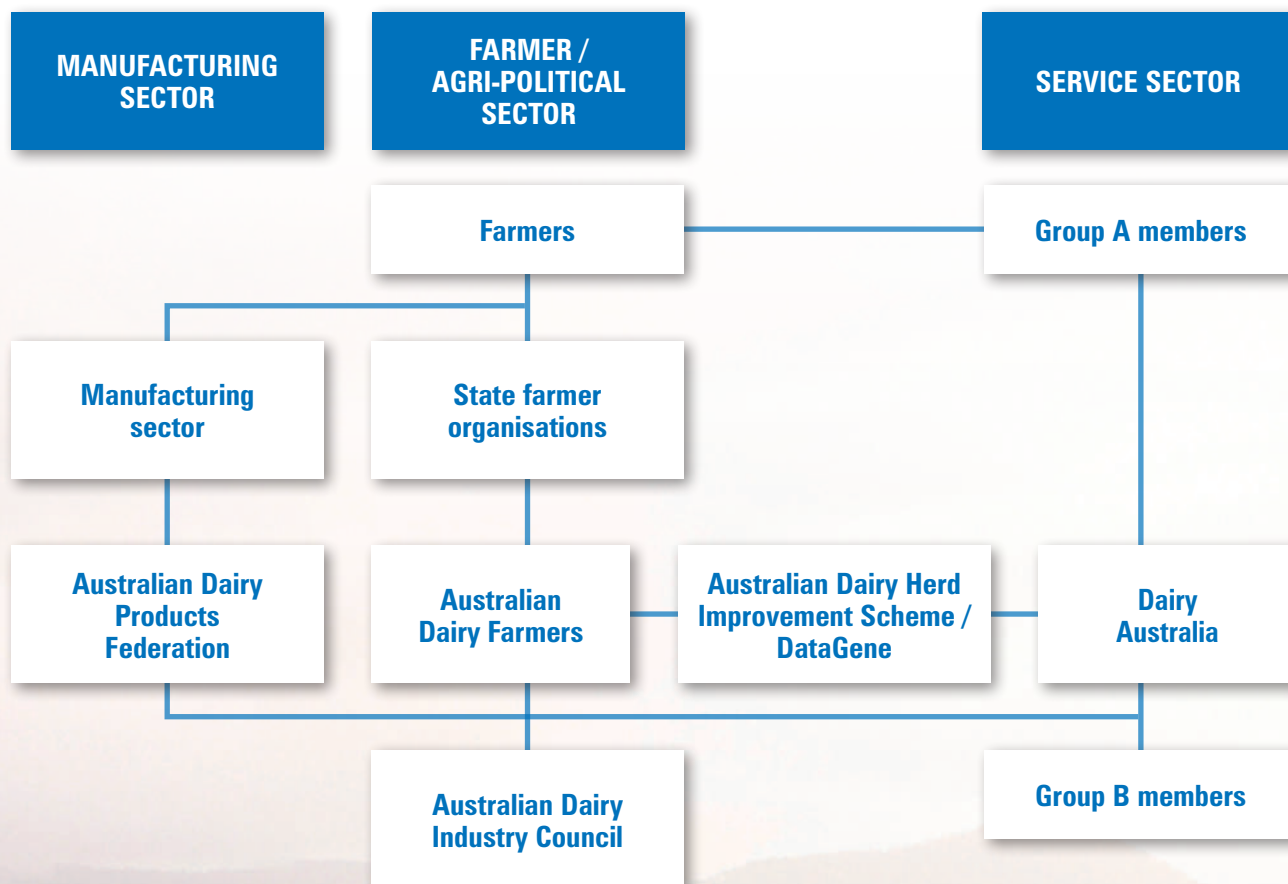 MANUFACTURING
SECTOR
FARMER /
AGRI-POLITICAL
SECTOR
SERVICE SECTOR
Farmers
Group A members
Manufacturing
sector
State farmer
organisations
Australian Dairy
Products
Federation
Australian
Dairy Farmers
Australian Dairy Herd
Improvement Scheme /
DataGene
Dairy
Australia
Australian Dairy
Industry Council
Group B members